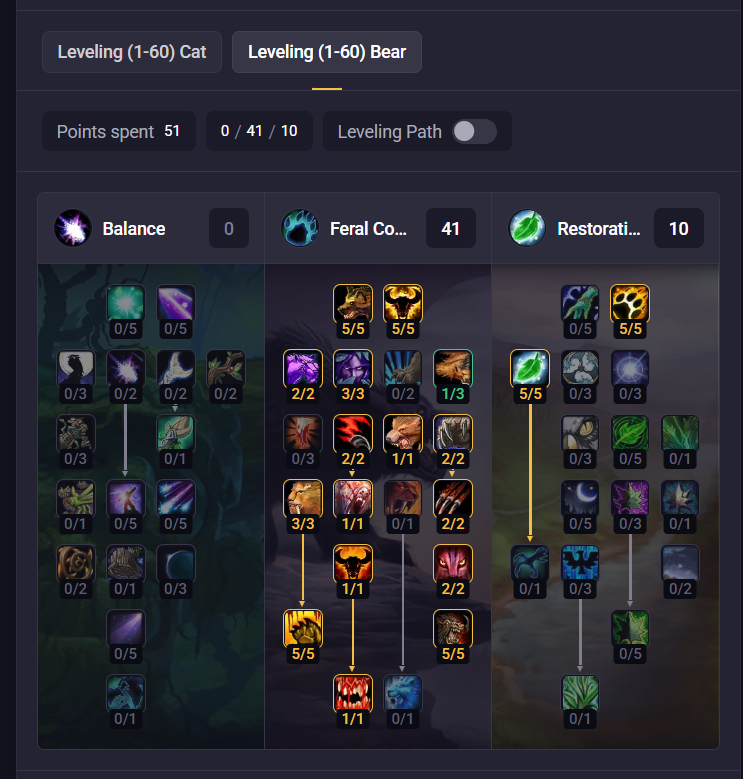 Leveling (1-60) Cat Leveling (1-60) Bear
Points spent 51 0 / 41 / 10 Leveling Path
Balance 0 Feral Co... 41 Restorati... 10
0/5 0/5 5/5 5/5 0/5 5/5
0/3 0/2 0/2 0/2 2/2 3/3 0/2 1/3 5/5 0/3 0/3
0/3 0/1 0/3 2/2 1/1 2/2 0/3 0/5 0/1
0/1 0/5 0/5 3/3 1/1 0/1 2/2 0/5 0/3 0/1
0/2 0/1 0/3 1/1 2/2 0/1 0/3 0/2
0/5 5/5 5/5 0/5
0/1 1/1 0/1 0/1